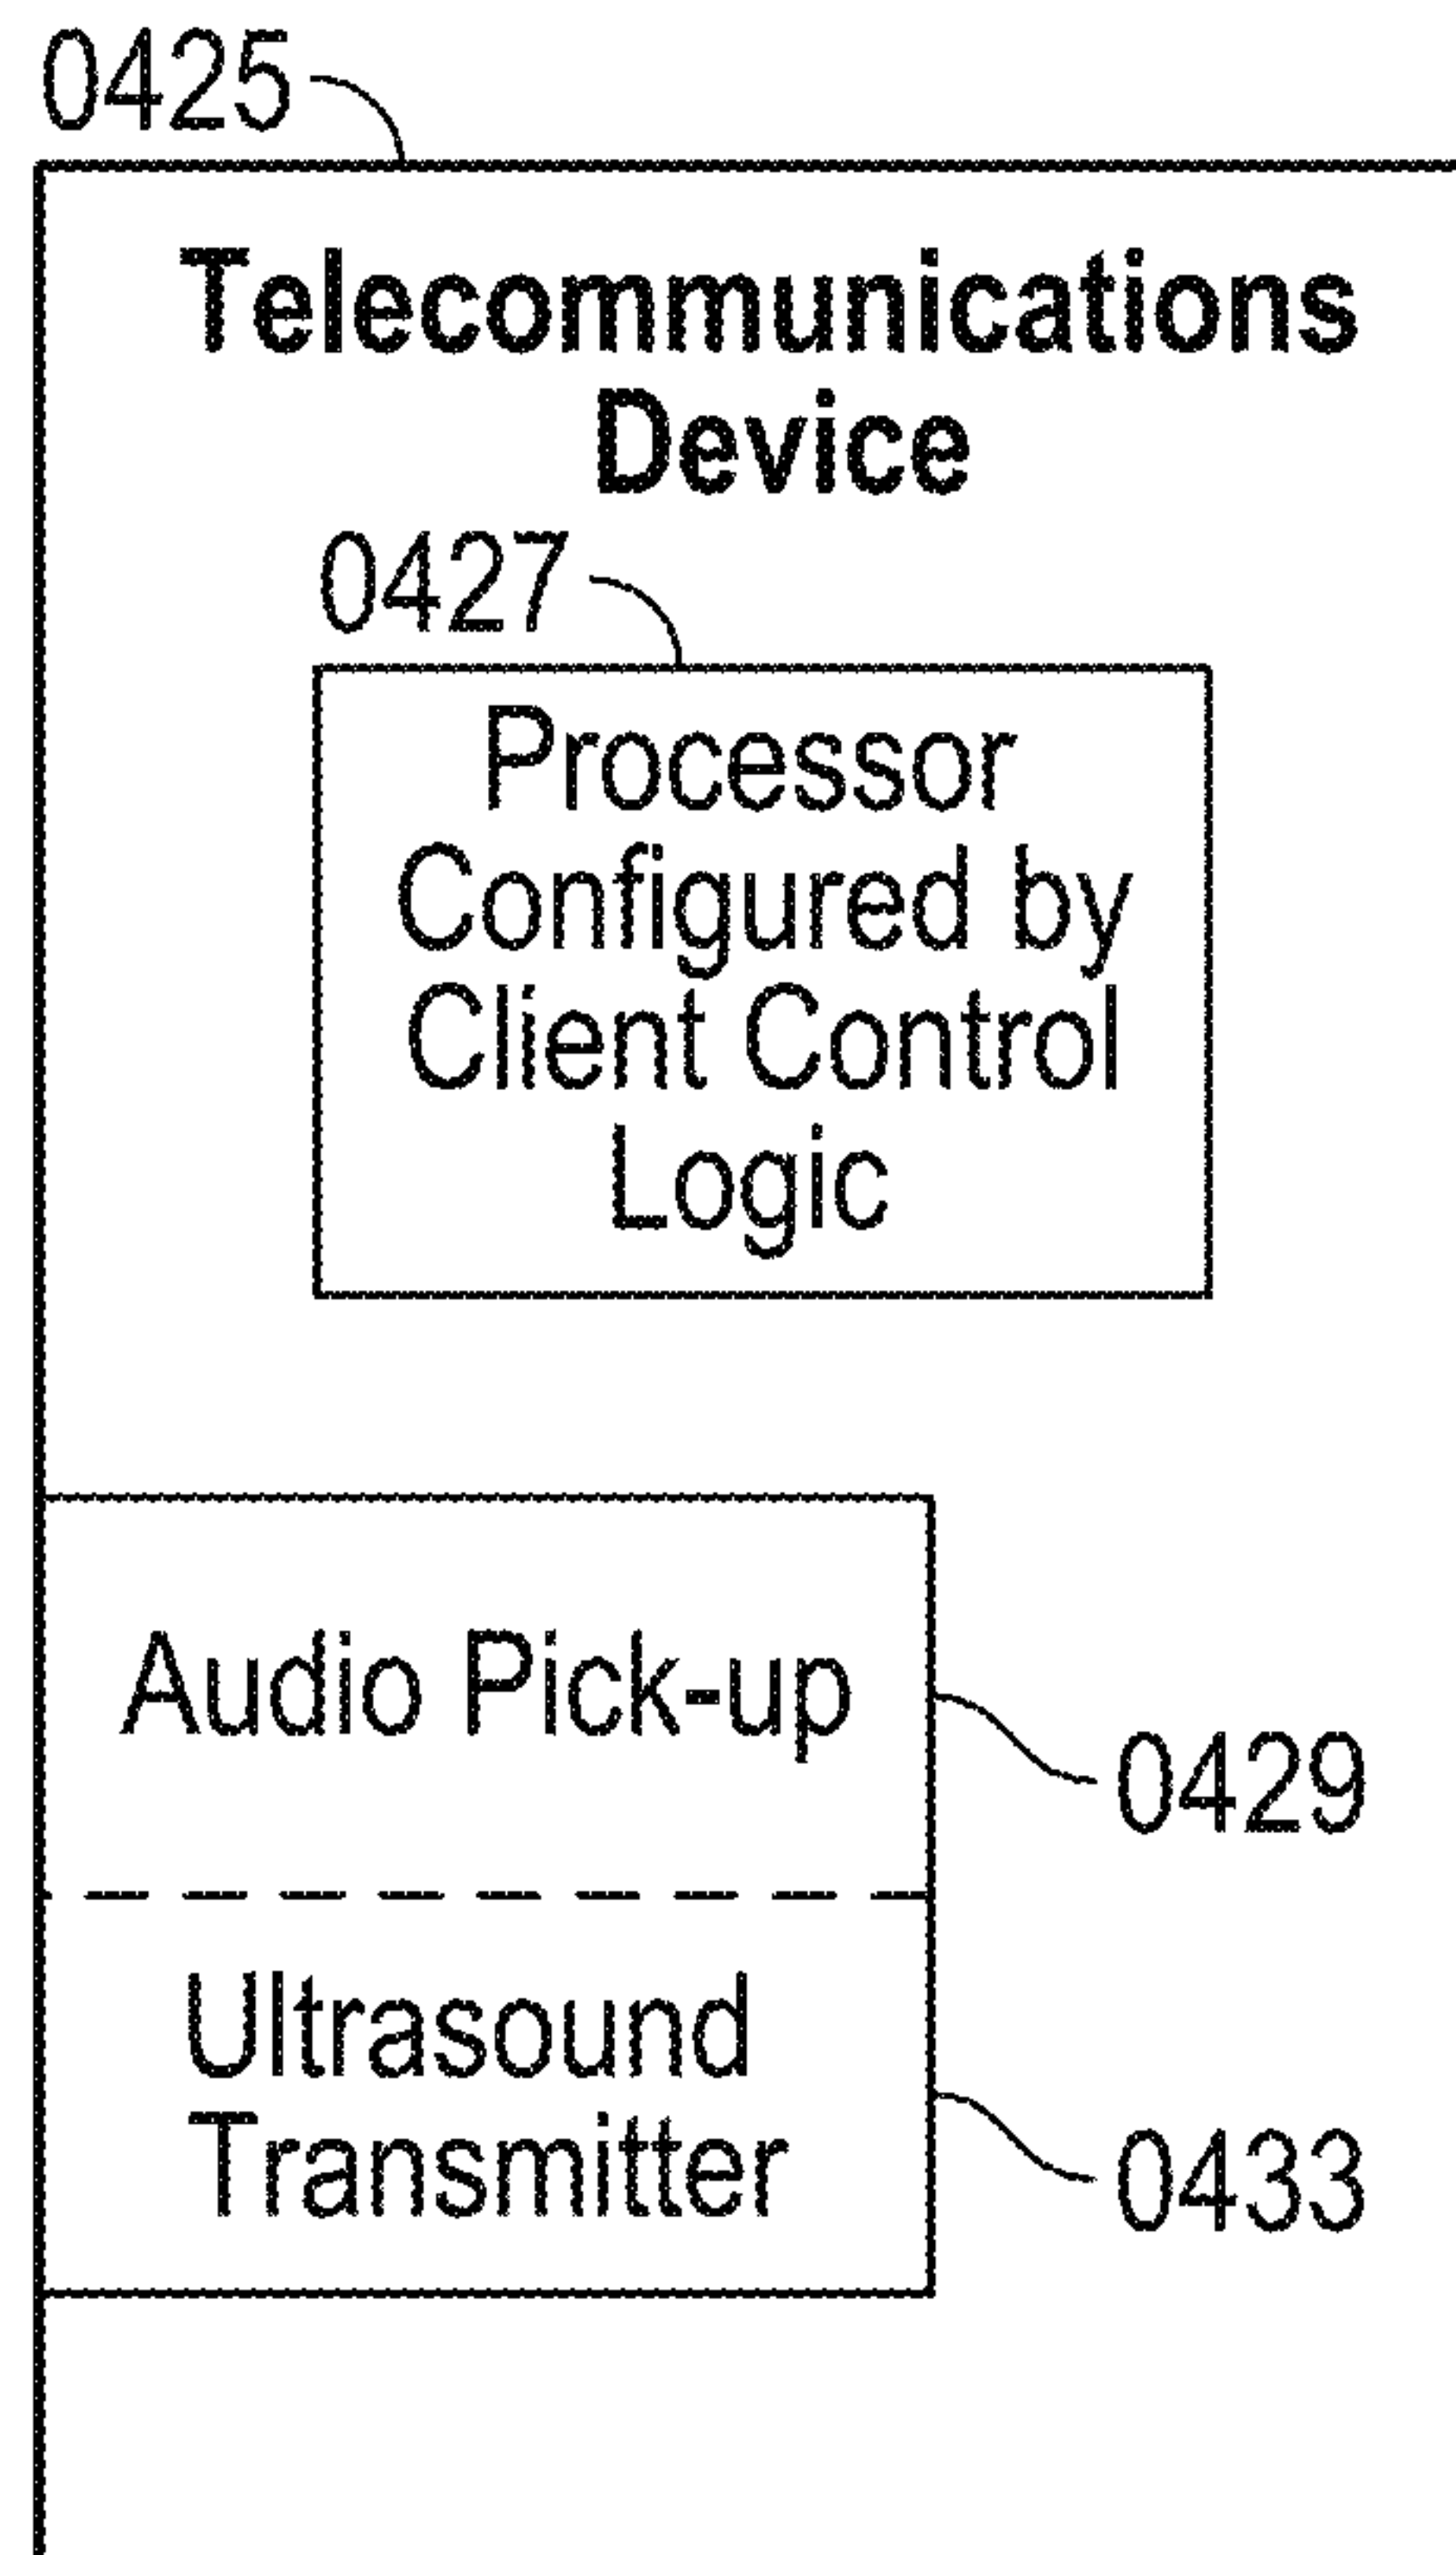 0425
Telecommunications
Device
0427
Processor
Configured by
Client Control
Logic
Audio Pick-up
0429
Ultrasound
Transmitter
0433